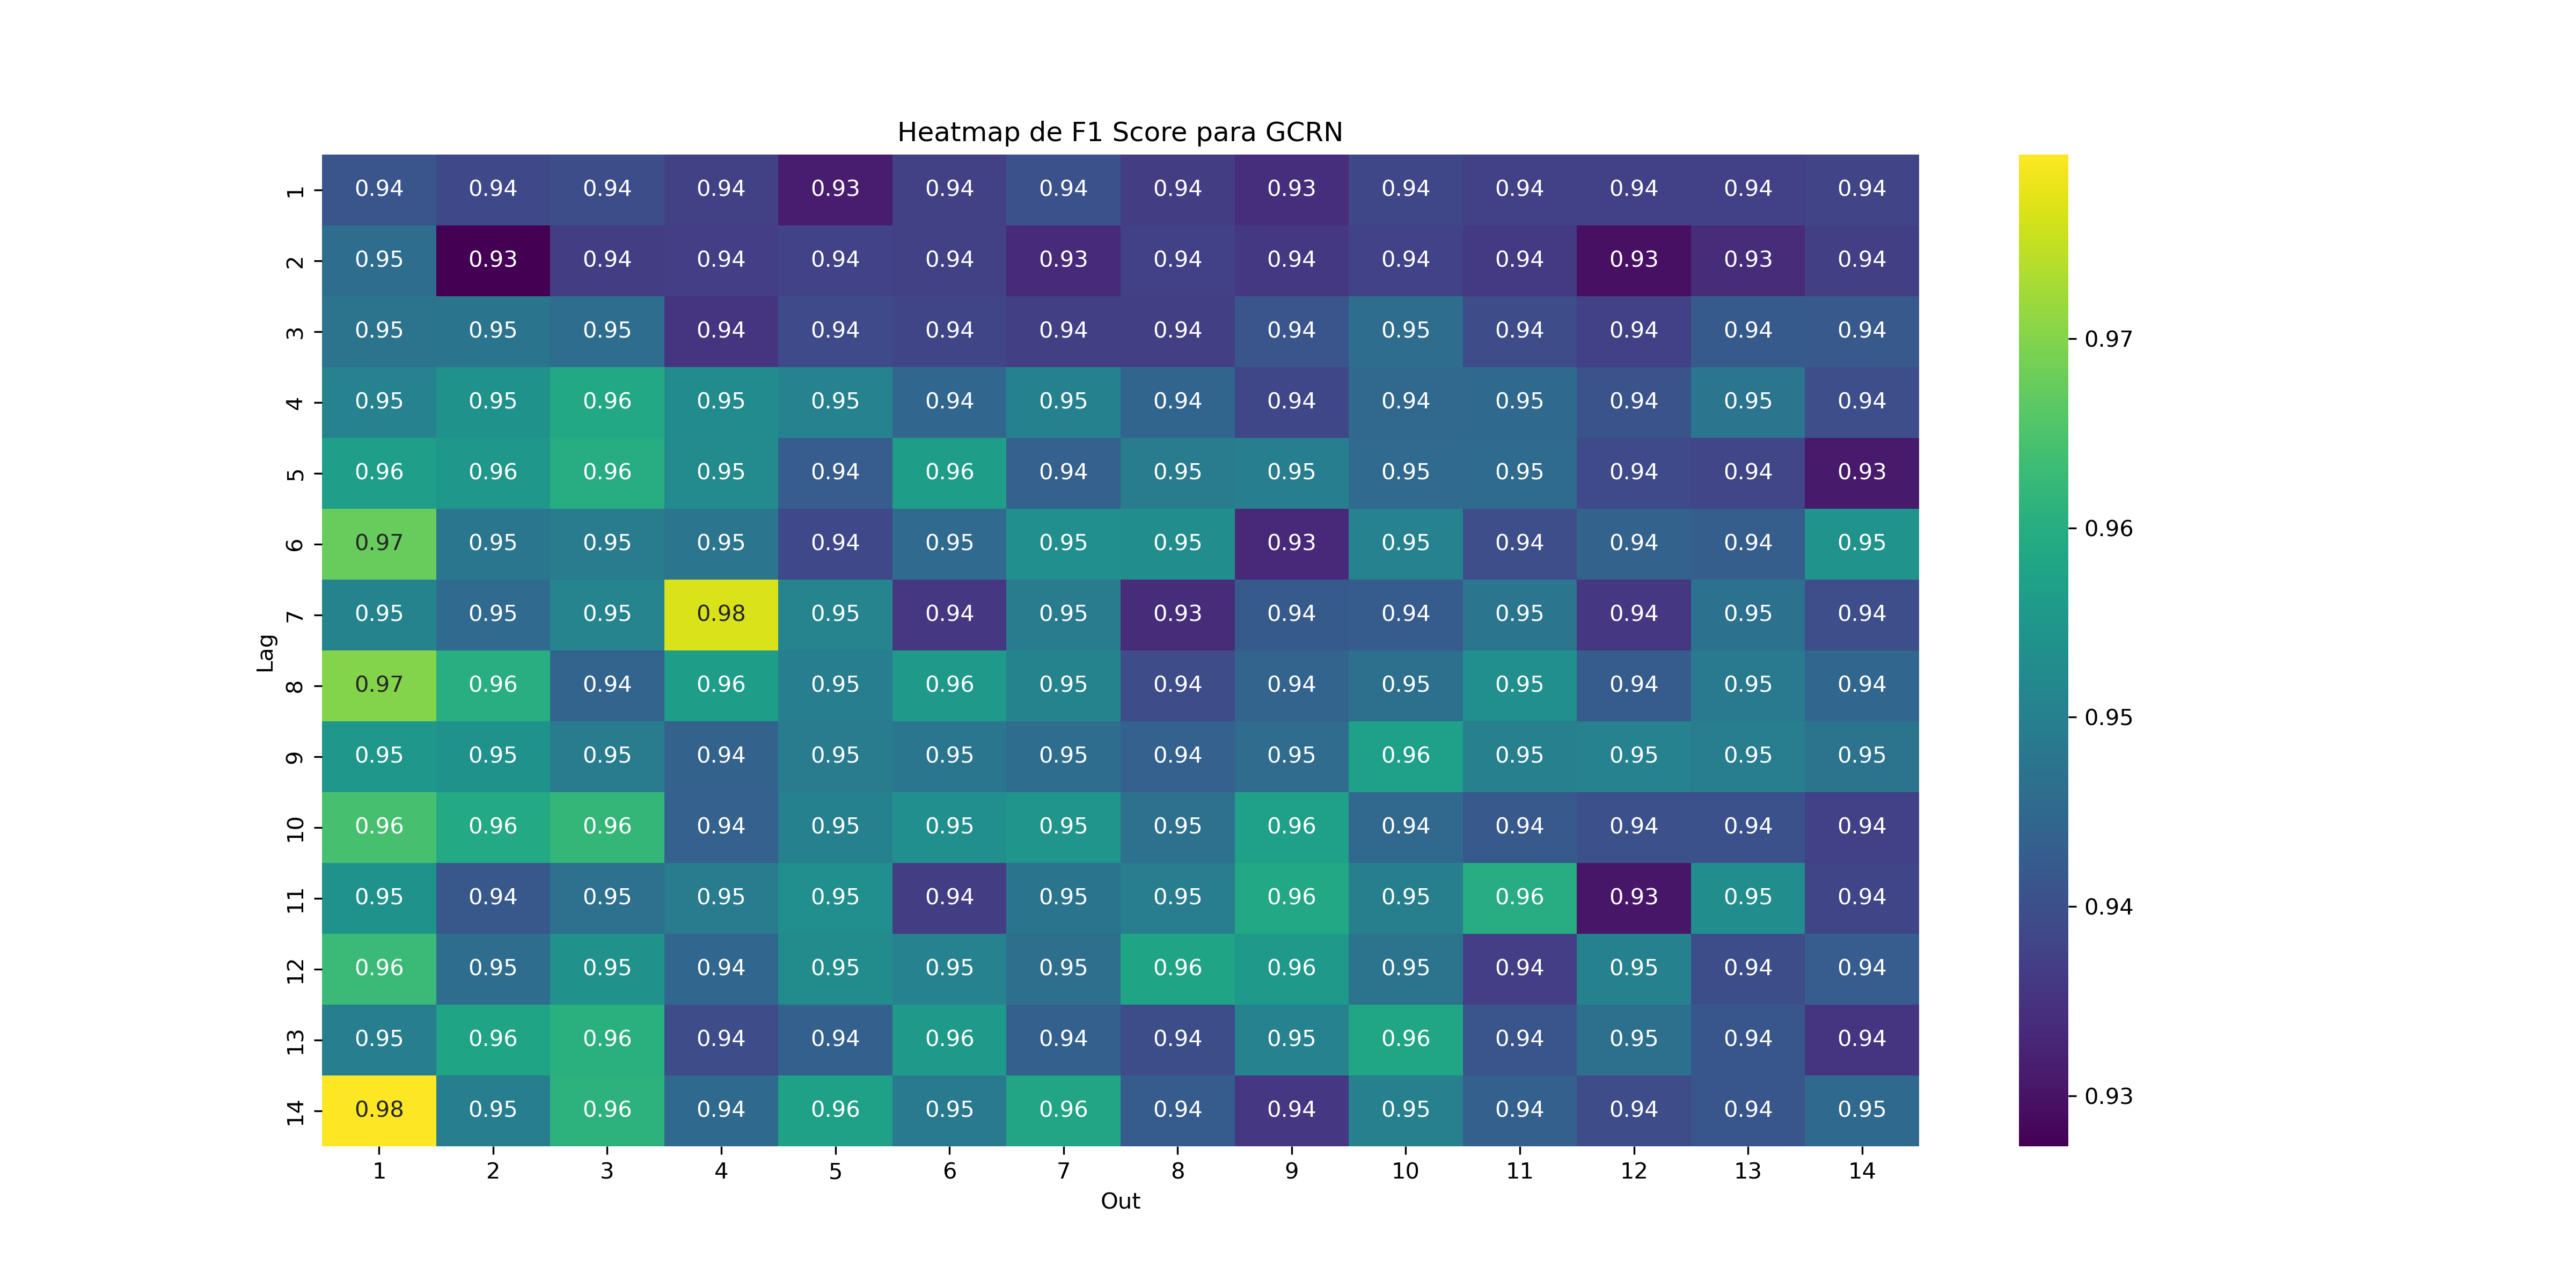 Heatmap de F1 Score para GCRN
1 0.94 0.94 0.94 0.94 0.93 0.94 0.94 0.94 0.93 0.94 0.94 0.94 0.94 0.94
2 0.95 0.93 0.94 0.94 0.94 0.94 0.93 0.94 0.94 0.94 0.94 0.93 0.93 0.94
3 0.95 0.95 0.95 0.94 0.94 0.94 0.94 0.94 0.94 0.95 0.94 0.94 0.94 0.94
4 0.95 0.95 0.96 0.95 0.95 0.94 0.95 0.94 0.94 0.94 0.95 0.94 0.95 0.94
5 0.96 0.96 0.96 0.95 0.94 0.96 0.94 0.95 0.95 0.95 0.95 0.94 0.94 0.93
6 0.97 0.95 0.95 0.95 0.94 0.95 0.95 0.95 0.93 0.95 0.94 0.94 0.94 0.95
7 0.95 0.95 0.95 0.98 0.95 0.94 0.95 0.93 0.94 0.94 0.95 0.94 0.95 0.94
8 0.97 0.96 0.94 0.96 0.95 0.96 0.95 0.94 0.94 0.95 0.95 0.94 0.95 0.94
9 0.95 0.95 0.95 0.94 0.95 0.95 0.95 0.94 0.95 0.96 0.95 0.95 0.95 0.95
10 0.96 0.96 0.96 0.94 0.95 0.95 0.95 0.95 0.96 0.94 0.94 0.94 0.94 0.94
11 0.95 0.94 0.95 0.95 0.95 0.94 0.95 0.95 0.96 0.95 0.96 0.93 0.95 0.94
12 0.96 0.95 0.95 0.94 0.95 0.95 0.95 0.96 0.96 0.95 0.94 0.95 0.94 0.94
13 0.95 0.96 0.96 0.94 0.94 0.96 0.94 0.94 0.95 0.96 0.94 0.95 0.94 0.94
14 0.98 0.95 0.96 0.94 0.96 0.95 0.96 0.94 0.94 0.95 0.94 0.94 0.94 0.95
1 2 3 4 5 6 7 8 9 10 11 12 13 14
Out
Lag
0.97
0.96
0.95
0.94
0.93